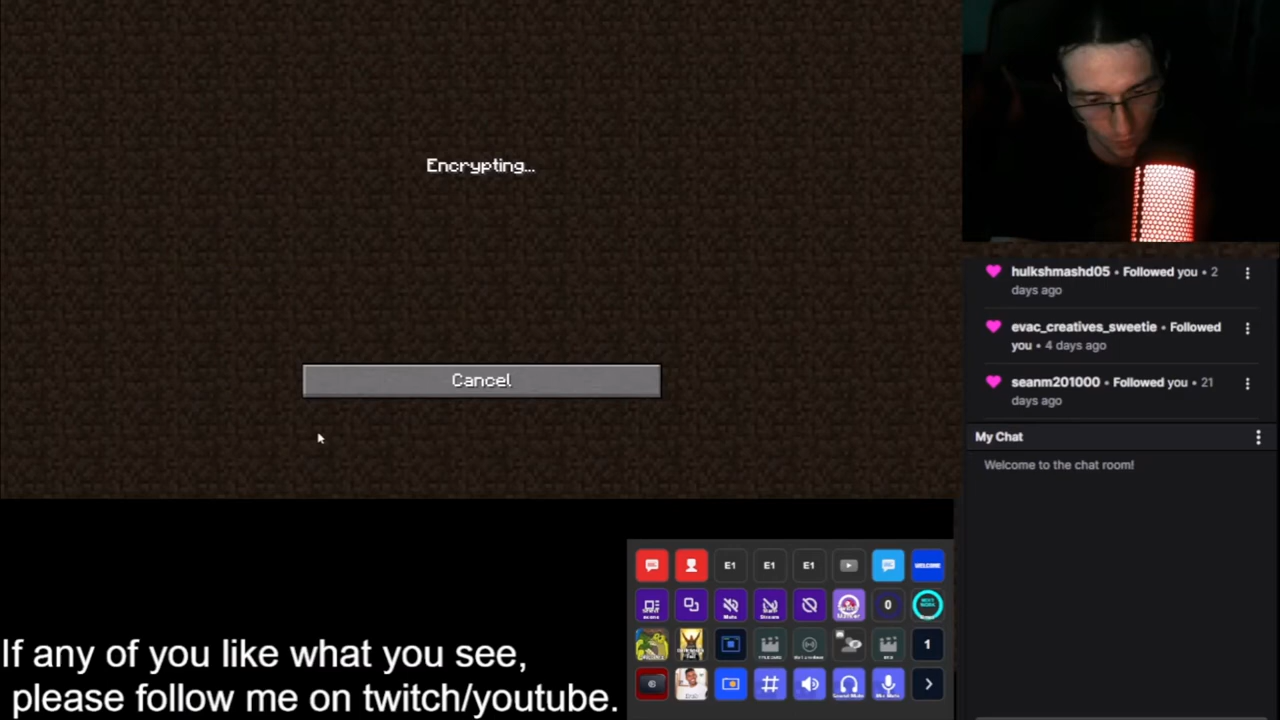 Encrypting...
Cancel
hulkshmashd05 • Followed you • 2
days ago
evac_creatives_sweetie • Followed
you • 4 days ago
seanm201000 • Followed you • 21
days ago
My Chat
Welcome to the chat room!
E1
E1
E1
WELCOME
Mute
0
1
If any of you like what you see,
please follow me on twitch/youtube.